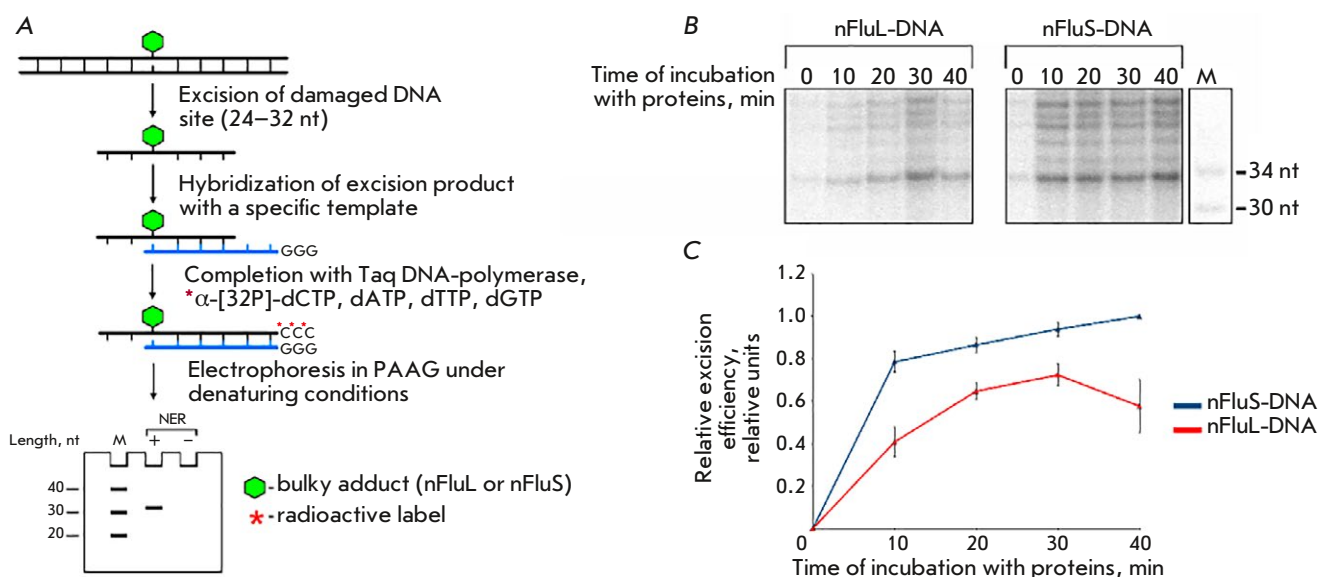 A
Excision of damaged DNA
site (24–32 nt)
Hybridization of excision product
with a specific template
GGG
Completion with Taq DNA-polymerase,
*α-[32P]-dCTP, dATP, dTTP, dGTP
* * *
CCC
GGG
Electrophoresis in PAAG under
denaturing conditions
NER
Length, nt M + –
40
30
20
-bulky adduct (nFluL or nFluS)
* -radioactive label
B
nFluL-DNA nFluS-DNA
Time of incubation
with proteins, min
0 10 20 30 40 0 10 20 30 40 M
-34 nt
-30 nt
C
Relative excision
efficiency,
relative units
1.2
1.0
0.8
0.6
0.4
0.2
0 10 20 30 40
Time of incubation with proteins, min
nFluS-DNA
nFluL-DNA